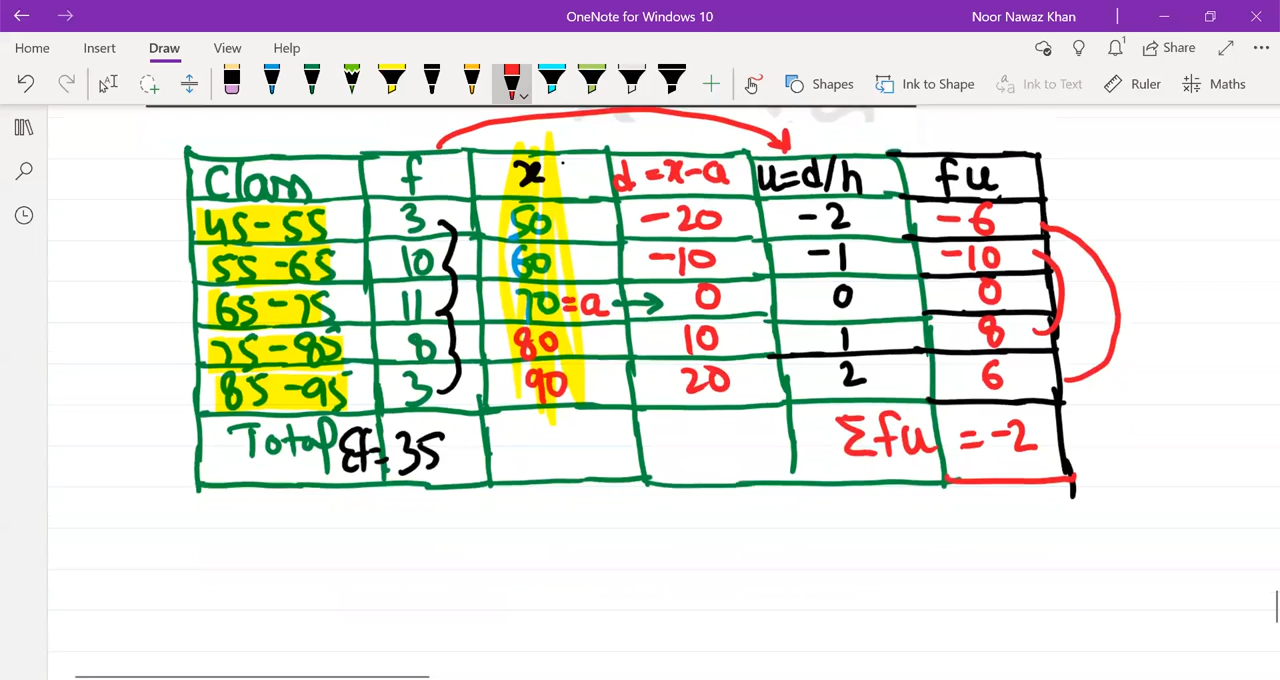 OneNote for Windows 10
Noor Nawaz Khan
Home Insert Draw View Help
1
Share
Shapes Ink to Shape Ink to Text Ruler Maths
Class f x d = x-a u=d/h fu
45-55 3 50 -20 -2 -6
55-65 10 60 -10 -1 -10
65-75 11 70 = a → 0 0 0
75-85 8 80 10 1 8
85-95 3 90 20 2 6
Total Σf= 35 Σfu = -2